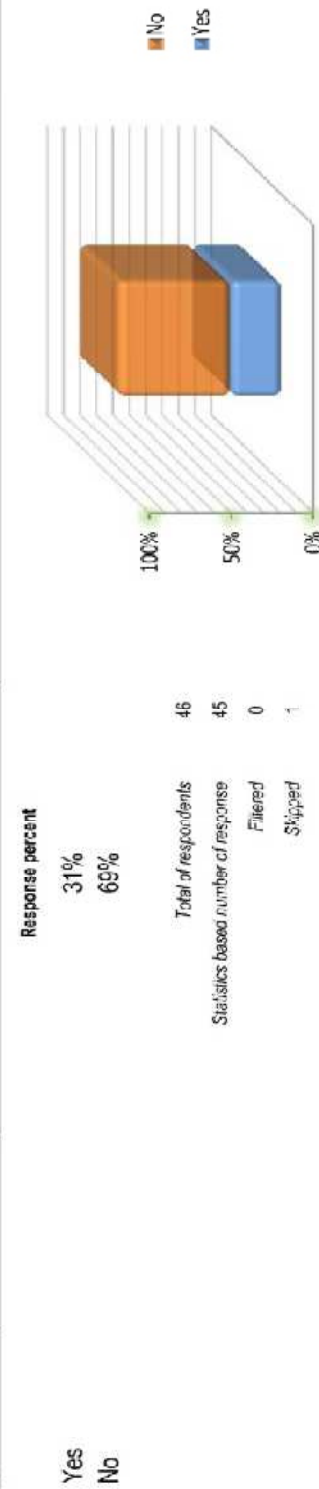 Response percent
Yes 31%
No 69%
Total of respondents 46
Statistics based number of response 45
Filtered 0
Skipped 1
100%
50%
0%
No
Yes